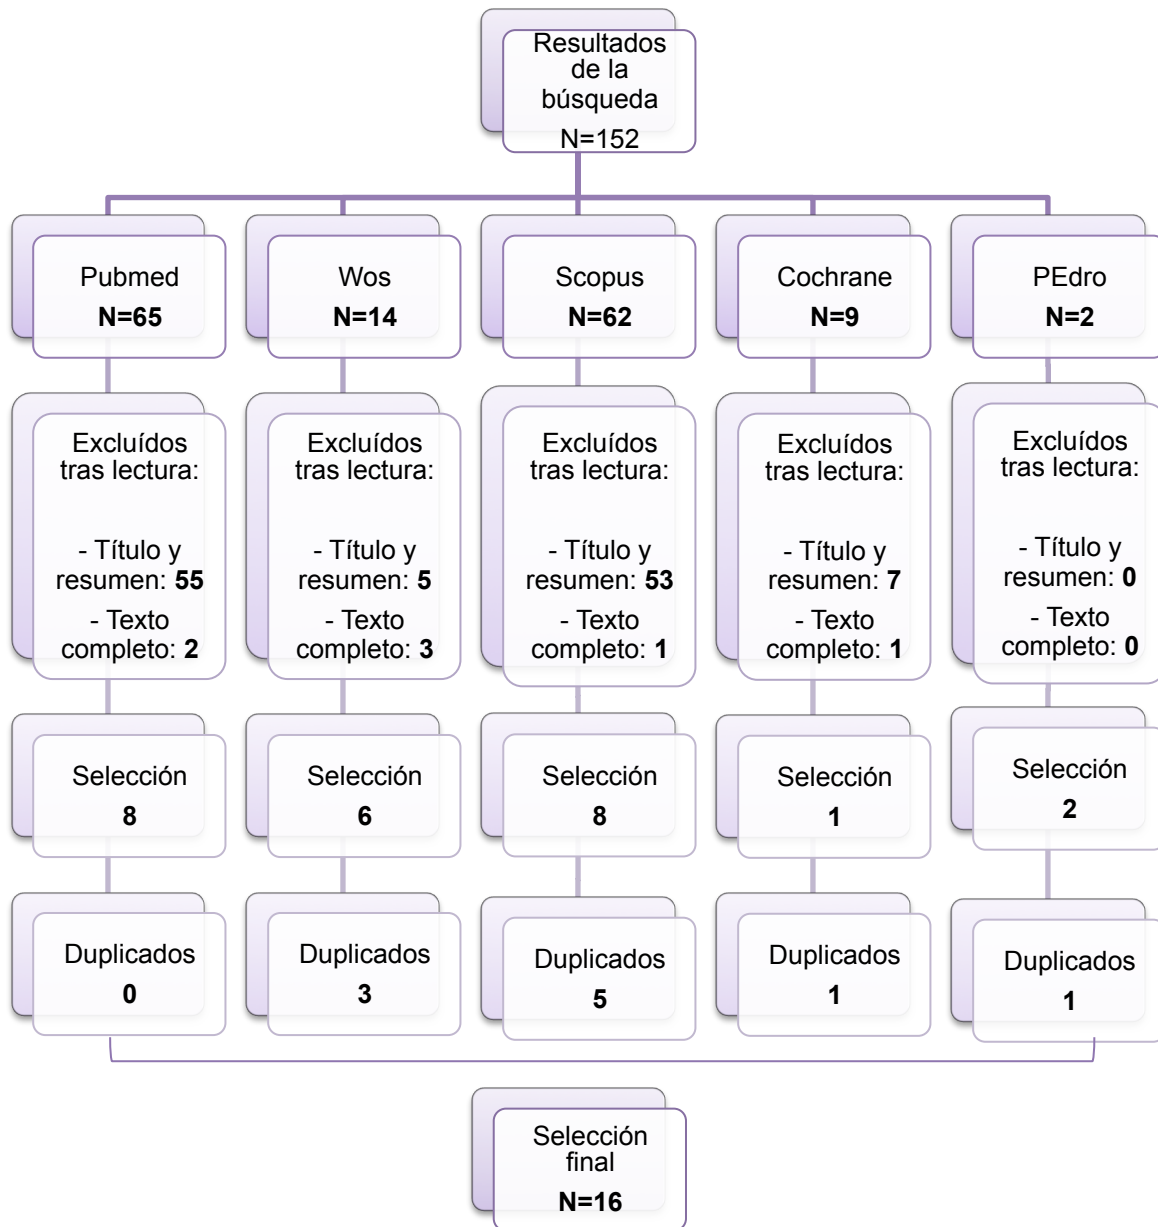 Resultados
de la
búsqueda
N=152
Pubmed
N=65
Wos
N=14
Scopus
N=62
Cochrane
N=9
PEdro
N=2
Excluídos
tras lectura:
- Título y
resumen: 55
- Texto
completo: 2
Excluídos
tras lectura:
- Título y
resumen: 5
- Texto
completo: 3
Excluídos
tras lectura:
- Título y
resumen: 53
- Texto
completo: 1
Excluídos
tras lectura:
- Título y
resumen: 7
- Texto
completo: 1
Excluídos
tras lectura:
- Título y
resumen: 0
- Texto
completo: 0
Selección
8
Selección
6
Selección
8
Selección
1
Selección
2
Duplicados
0
Duplicados
3
Duplicados
5
Duplicados
1
Duplicados
1
Selección
final
N=16